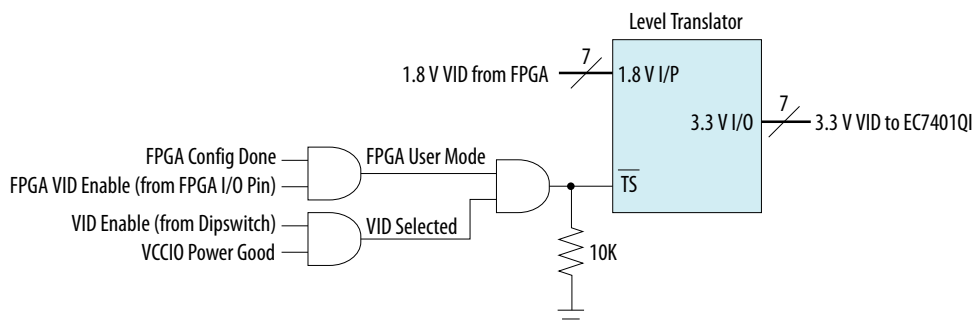 Level Translator
7
1.8 V VID from FPGA
1.8 V I/P
7
3.3 V I/O
3.3 V VID to EC7401QI
FPGA Config Done
FPGA User Mode
FPGA VID Enable (from FPGA I/O Pin)
TS
VID Enable (from Dipswitch)
VID Selected
VCCIO Power Good
10K